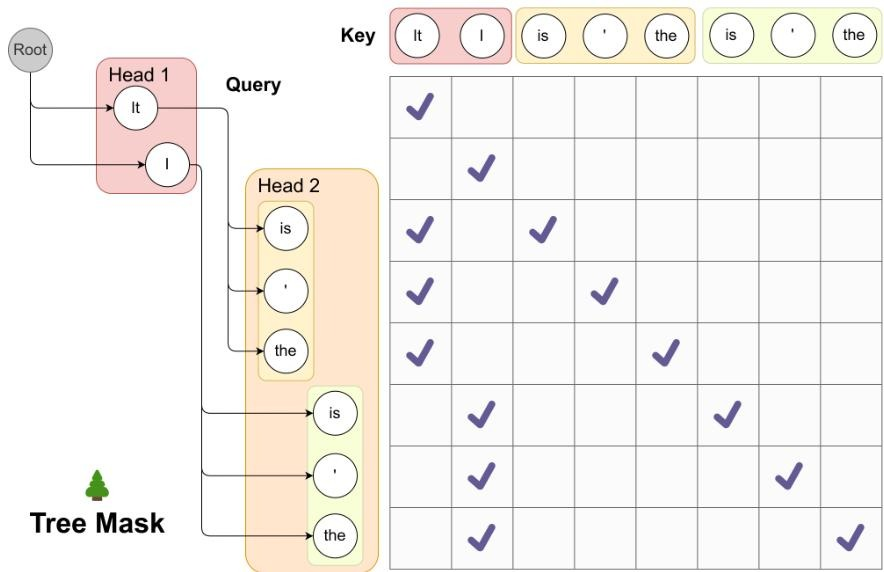 Key
It I is ' the is ' the
Root
Head 1
It
I
Query
Head 2
is
'
the
is
'
the
Tree Mask